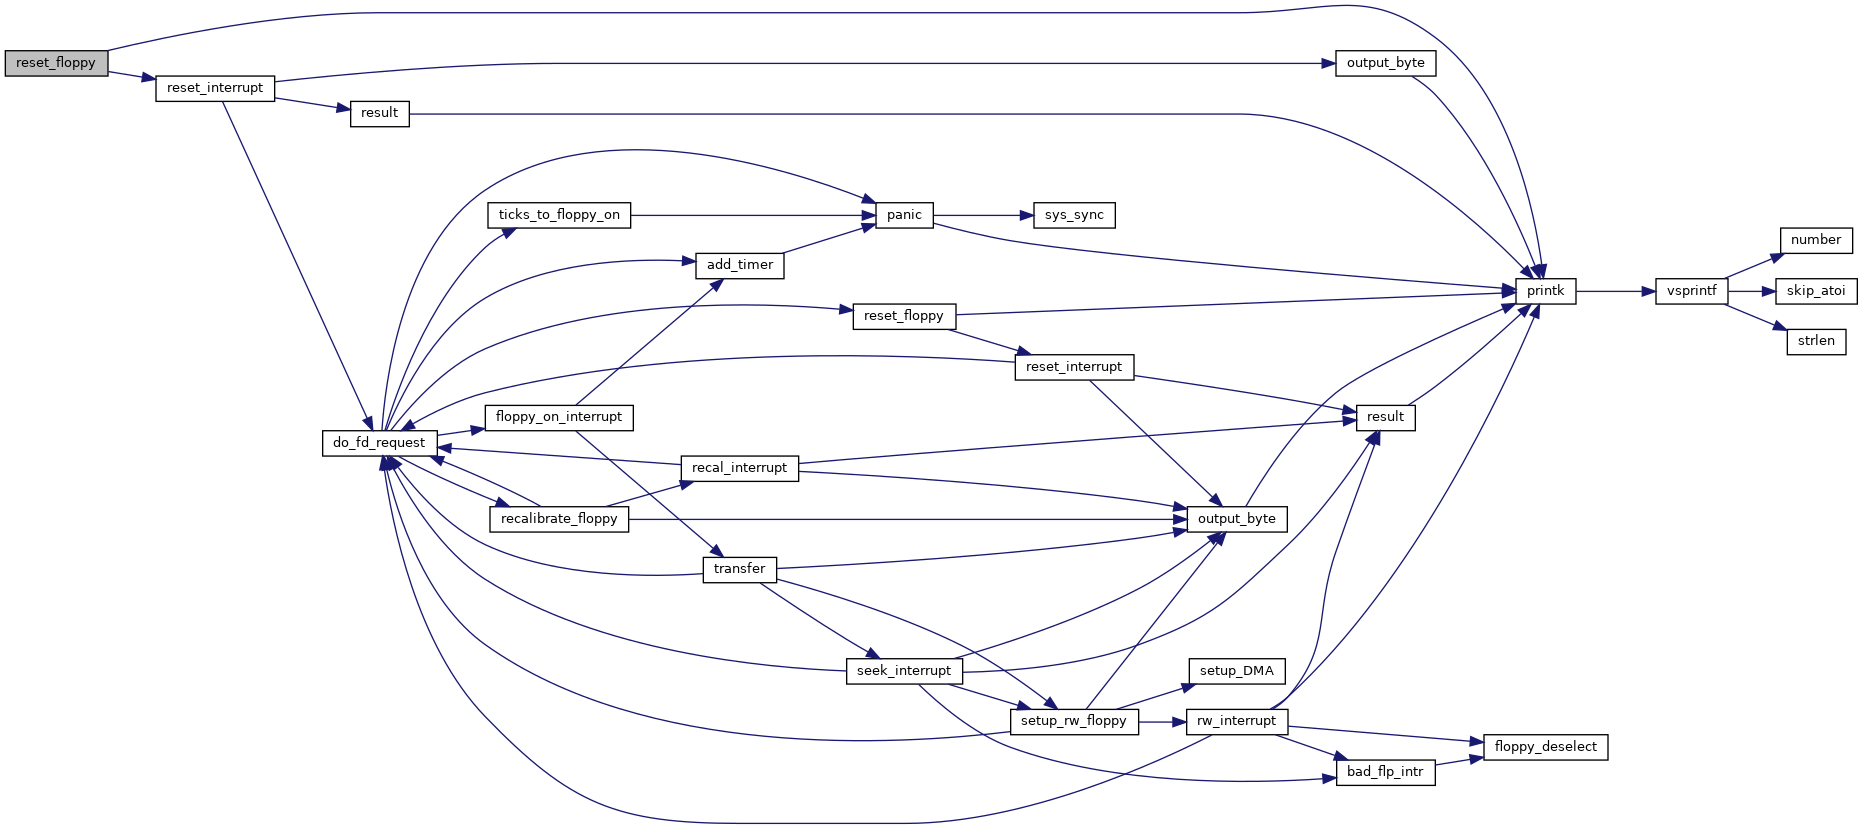 reset_floppy
output_byte
reset_interrupt
result
ticks_to_floppy_on
panic
sys_sync
number
add_timer
printk
vsprintf
skip_atoi
reset_floppy
strlen
reset_interrupt
floppy_on_interrupt
result
do_fd_request
recal_interrupt
recalibrate_floppy
output_byte
transfer
seek_interrupt
setup_DMA
setup_rw_floppy
rw_interrupt
floppy_deselect
bad_flp_intr